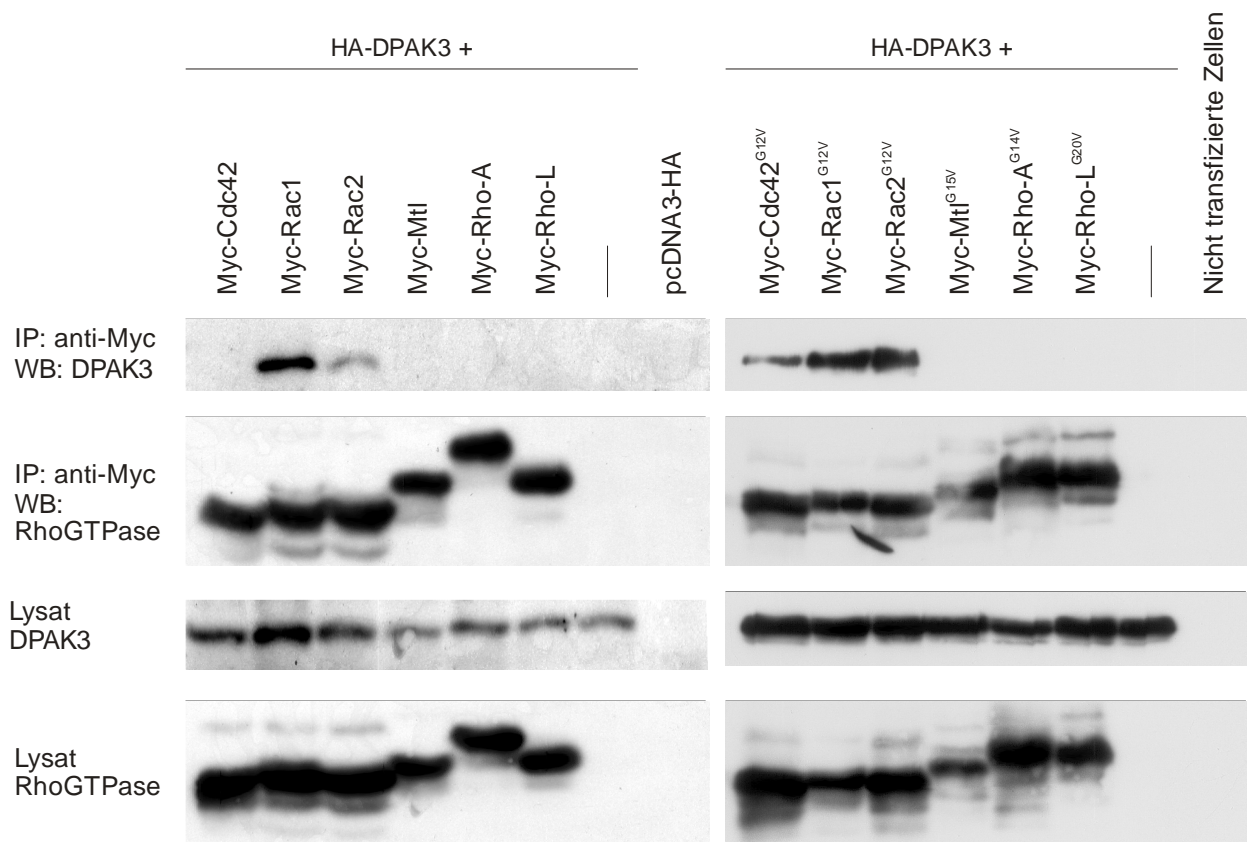 HA-DPAK3 +
HA-DPAK3 +
Myc-Cdc42
Myc-Rac1
Myc-Rac2
Myc-Mtl
Myc-Rho-A
Myc-Rho-L
pcDNA3-HA
Myc-Cdc42G12V
Myc-Rac1G12V
Myc-Rac2G12V
Myc-MtlG15V
Myc-Rho-AG14V
Myc-Rho-LG20V
Nicht transfizierte Zellen
IP: anti-Myc
WB: DPAK3
IP: anti-Myc
WB:
RhoGTPase
Lysat
DPAK3
Lysat
RhoGTPase